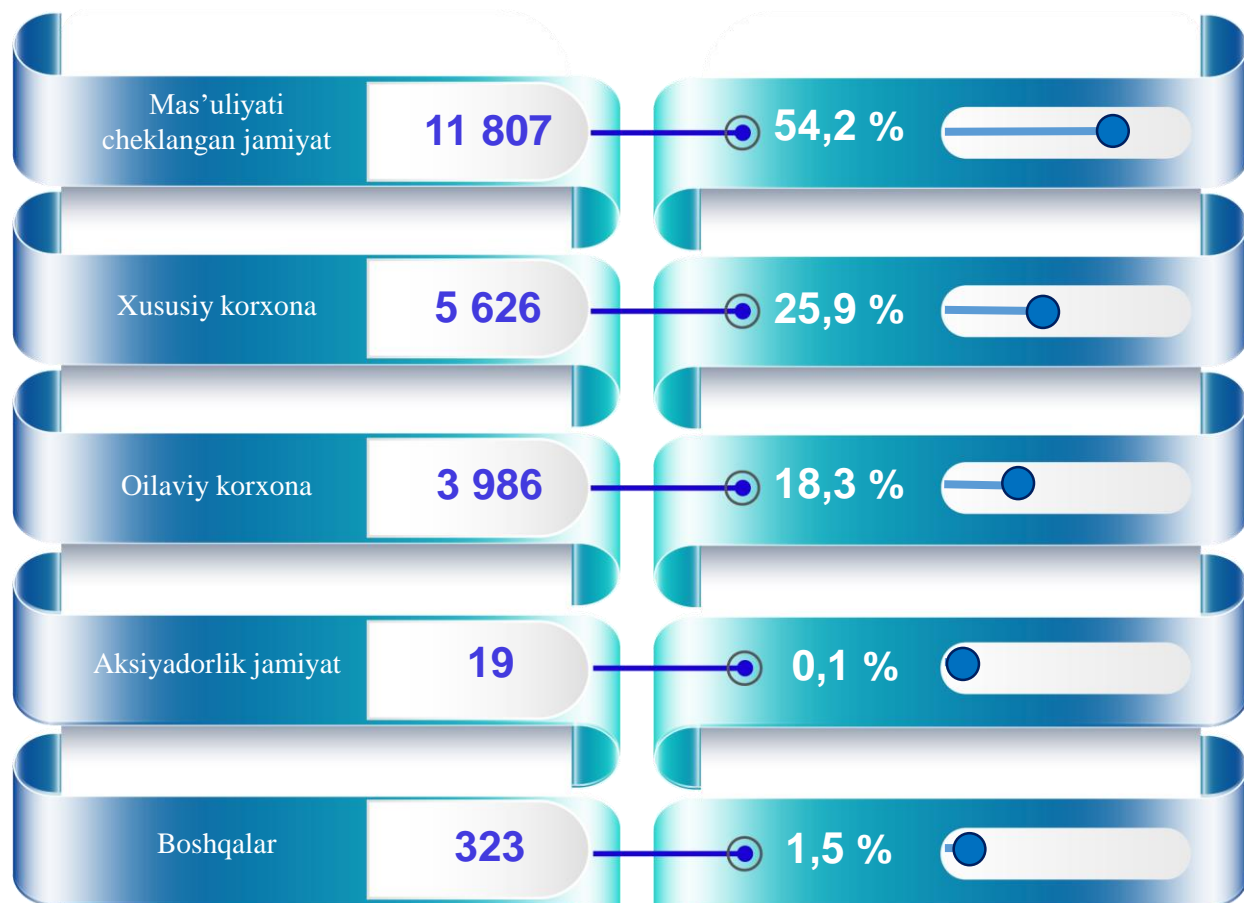 Mas’uliyati
cheklangan jamiyat
11 807
54,2 %
Xususiy korxona
5 626
25,9 %
Oilaviy korxona
3 986
18,3 %
Aksiyadorlik jamiyat
19
0,1 %
Boshqalar
323
1,5 %